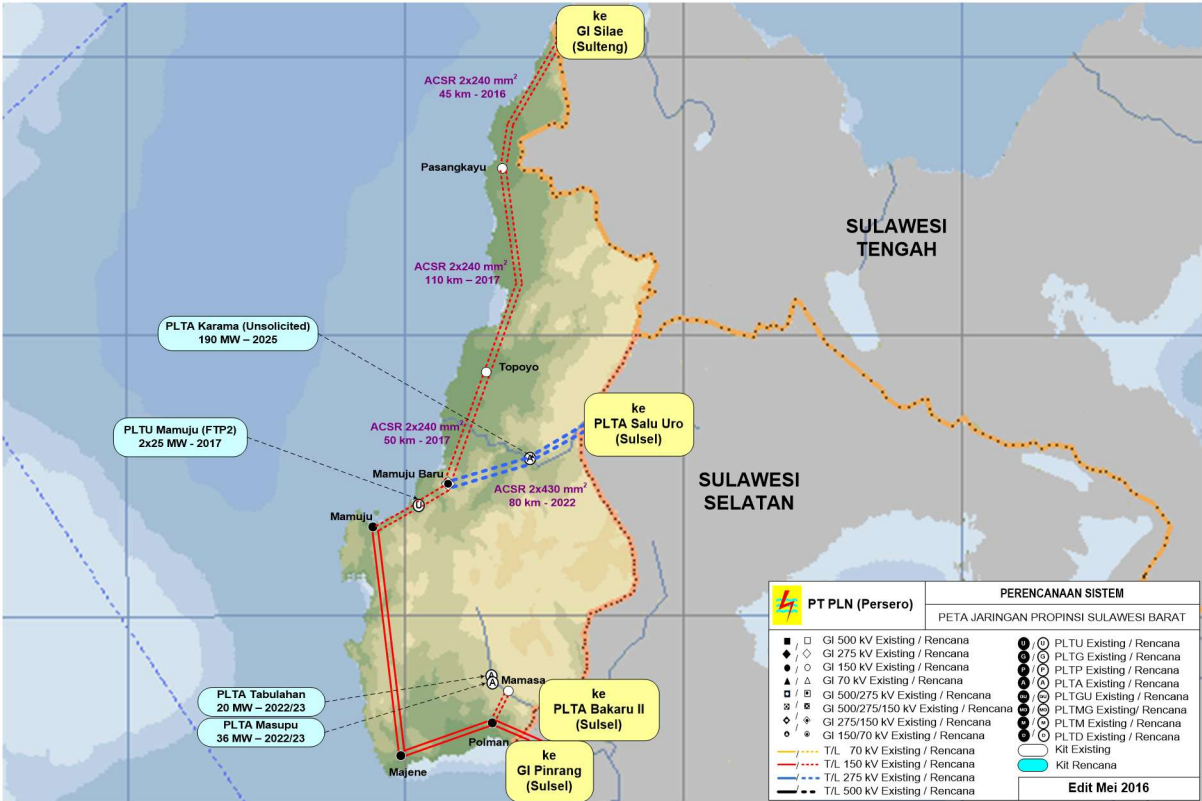 ke
GI Silae
(Sulteng)
ACSR 2x240 mm²
45 km - 2016
Pasangkayu
SULAWESI
TENGAH
ACSR 2x240 mm²
110 km – 2017
PLTA Karama (Unsolicited)
190 MW – 2025
Topoyo
ke
PLTA Salu Uro
(Sulsel)
PLTU Mamuju (FTP2)
2x25 MW - 2017
ACSR 2x240 mm²
50 km - 2017
A
Mamuju Baru
SULAWESI
SELATAN
ACSR 2x430 mm²
80 km - 2022
U
Mamuju
A
A
Mamasa
PLTA Tabulahan
20 MW – 2022/23
PLTA Masupu
36 MW – 2022/23
ke
PLTA Bakaru II
(Sulsel)
Polman
Majene
ke
GI Pinrang
(Sulsel)
PT PLN (Persero)
PERENCANAAN SISTEM
PETA JARINGAN PROPINSI SULAWESI BARAT
/ GI 500 kV Existing / Rencana
/ GI 275 kV Existing / Rencana
/ GI 150 kV Existing / Rencana
/ GI 70 kV Existing / Rencana
/ GI 500/275 kV Existing / Rencana
/ GI 500/275/150 kV Existing / Rencana
/ GI 275/150 kV Existing / Rencana
/ GI 150/70 kV Existing / Rencana
/ T/L 70 kV Existing / Rencana
/ T/L 150 kV Existing / Rencana
/ T/L 275 kV Existing / Rencana
/ T/L 500 kV Existing / Rencana
U / U PLTU Existing / Rencana
G / G PLTG Existing / Rencana
P / P PLTP Existing / Rencana
A / A PLTA Existing / Rencana
GU / GU PLTGU Existing / Rencana
MG / MG PLTMG Existing / Rencana
M / M PLTM Existing / Rencana
D / D PLTD Existing / Rencana
Kit Existing
Kit Rencana
Edit Mei 2016